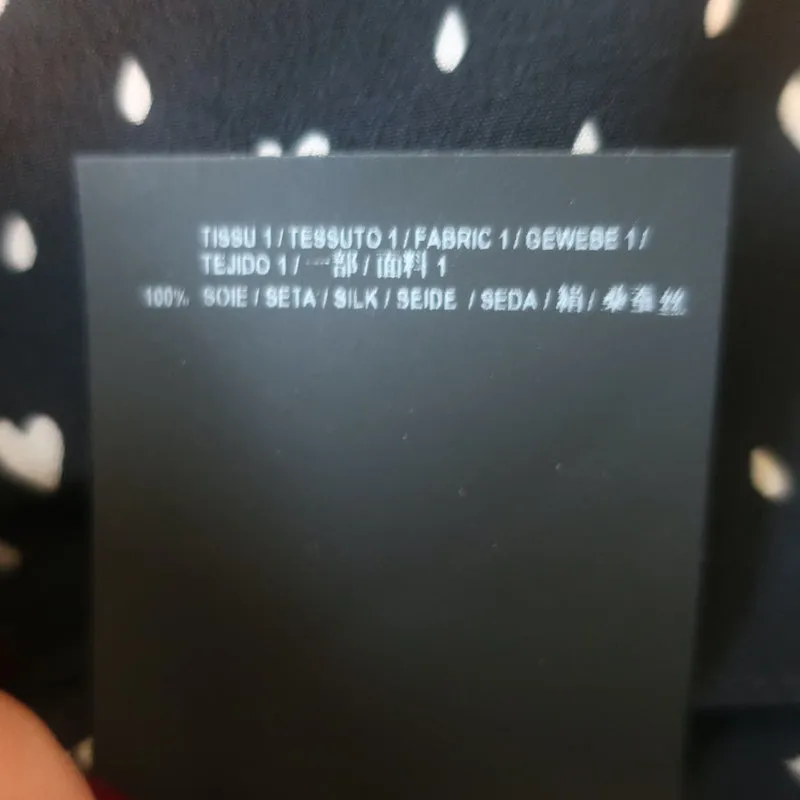 TISSU 1 / TESSUTO 1 / FABRIC 1 / GEWEBE 1 /
TEJIDO 1 / 一部 / 面料 1
100% SOIE / SETA / SILK / SEIDE / SEDA / 絹 / 桑蚕丝